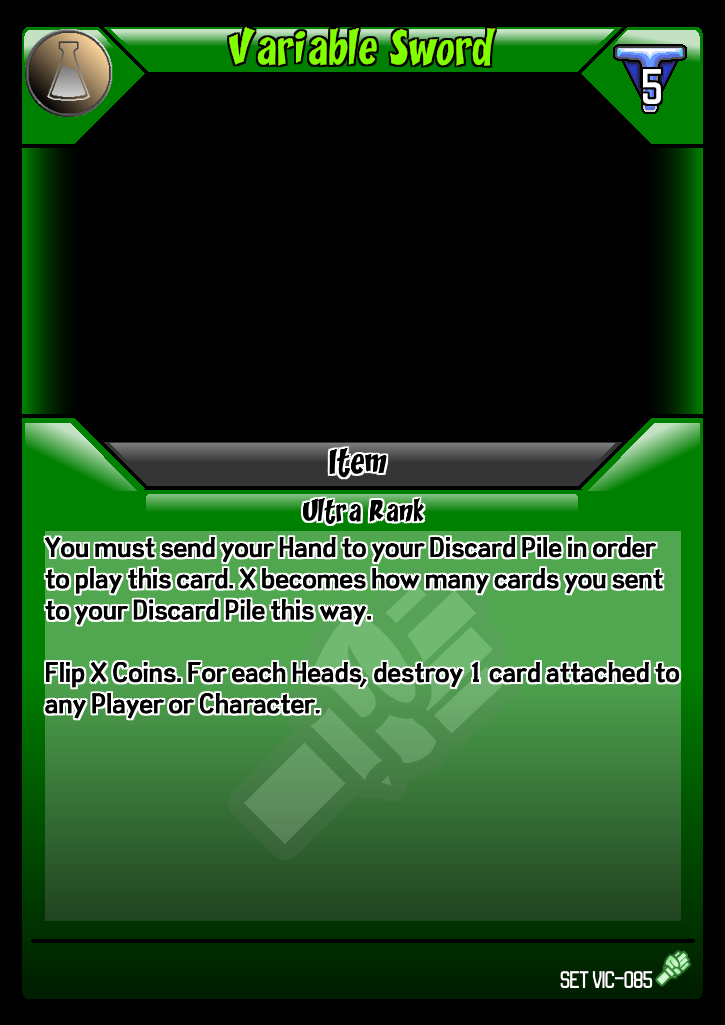 Variable Sword
5
Item
Ultra Rank
You must send your Hand to your Discard Pile in order
to play this card. X becomes how many cards you sent
to your Discard Pile this way.
Flip X Coins. For each Heads, destroy 1 card attached to
any Player or Character.
SET VIC-085